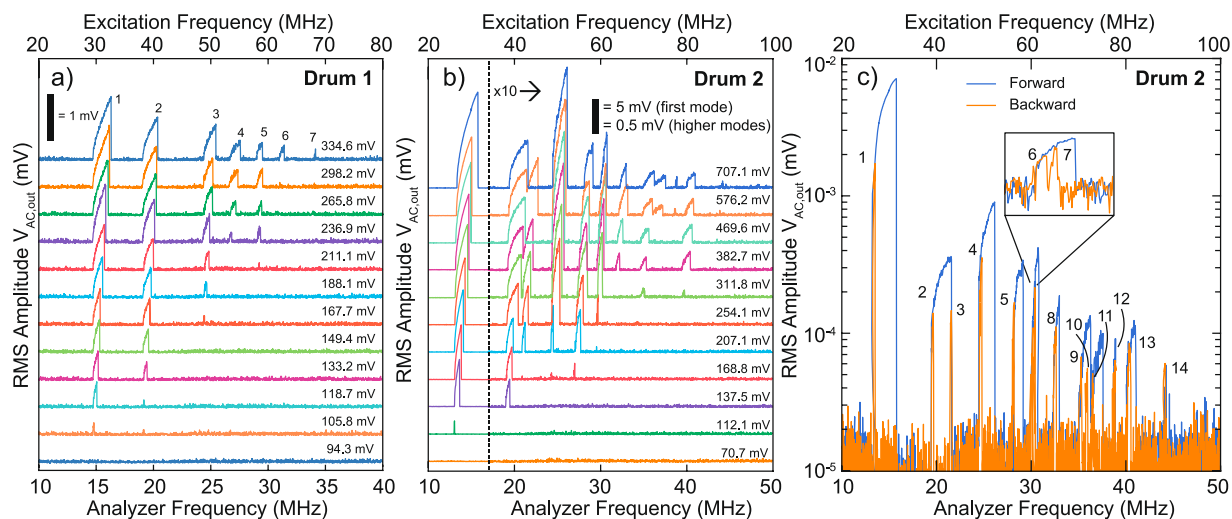 Excitation Frequency (MHz)
20 30 40 50 60 70 80
a)
Drum 1
= 1 mV
1 2 3 4 5 6 7
334.6 mV
298.2 mV
265.8 mV
236.9 mV
211.1 mV
188.1 mV
167.7 mV
149.4 mV
133.2 mV
118.7 mV
105.8 mV
94.3 mV
RMS Amplitude V_AC,out (mV)
10 15 20 25 30 35 40
Analyzer Frequency (MHz)
Excitation Frequency (MHz)
20 40 60 80 100
b)
x10
Drum 2
= 5 mV (first mode)
= 0.5 mV (higher modes)
707.1 mV
576.2 mV
469.6 mV
382.7 mV
311.8 mV
254.1 mV
207.1 mV
168.8 mV
137.5 mV
112.1 mV
70.7 mV
RMS Amplitude V_AC,out (mV)
10 20 30 40 50
Analyzer Frequency (MHz)
Excitation Frequency (MHz)
20 40 60 80 100
c)
Drum 2
Forward
Backward
6 7
1
2 3 4 5 8 9 10 11 12 13 14
10^-2
10^-3
10^-4
10^-5
RMS Amplitude V_AC,out (mV)
10 20 30 40 50
Analyzer Frequency (MHz)